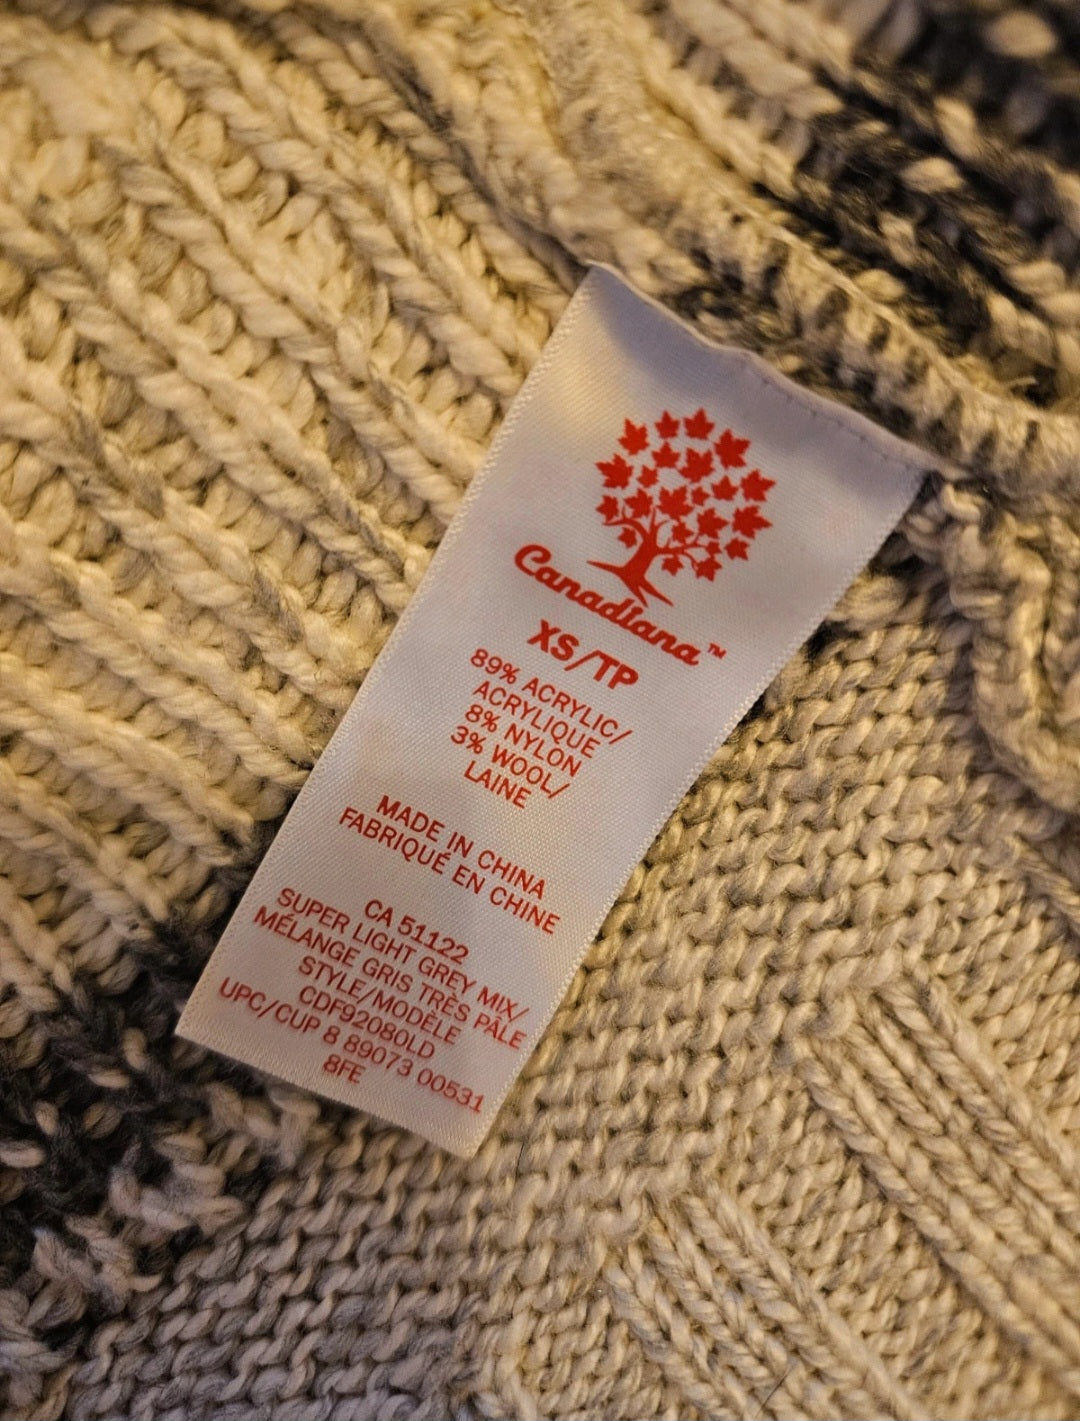 Canadiana™
XS/TP
89% ACRYLIC/
ACRYLIQUE
8% NYLON
3% WOOL/
LAINE
MADE IN CHINA
FABRIQUÉ EN CHINE
CA 51122
SUPER LIGHT GREY MIX/
MÉLANGE GRIS TRÈS PÂLE
STYLE/MODÈLE
CDF92080LD
UPC/CUP 8 89073 00531
8FE